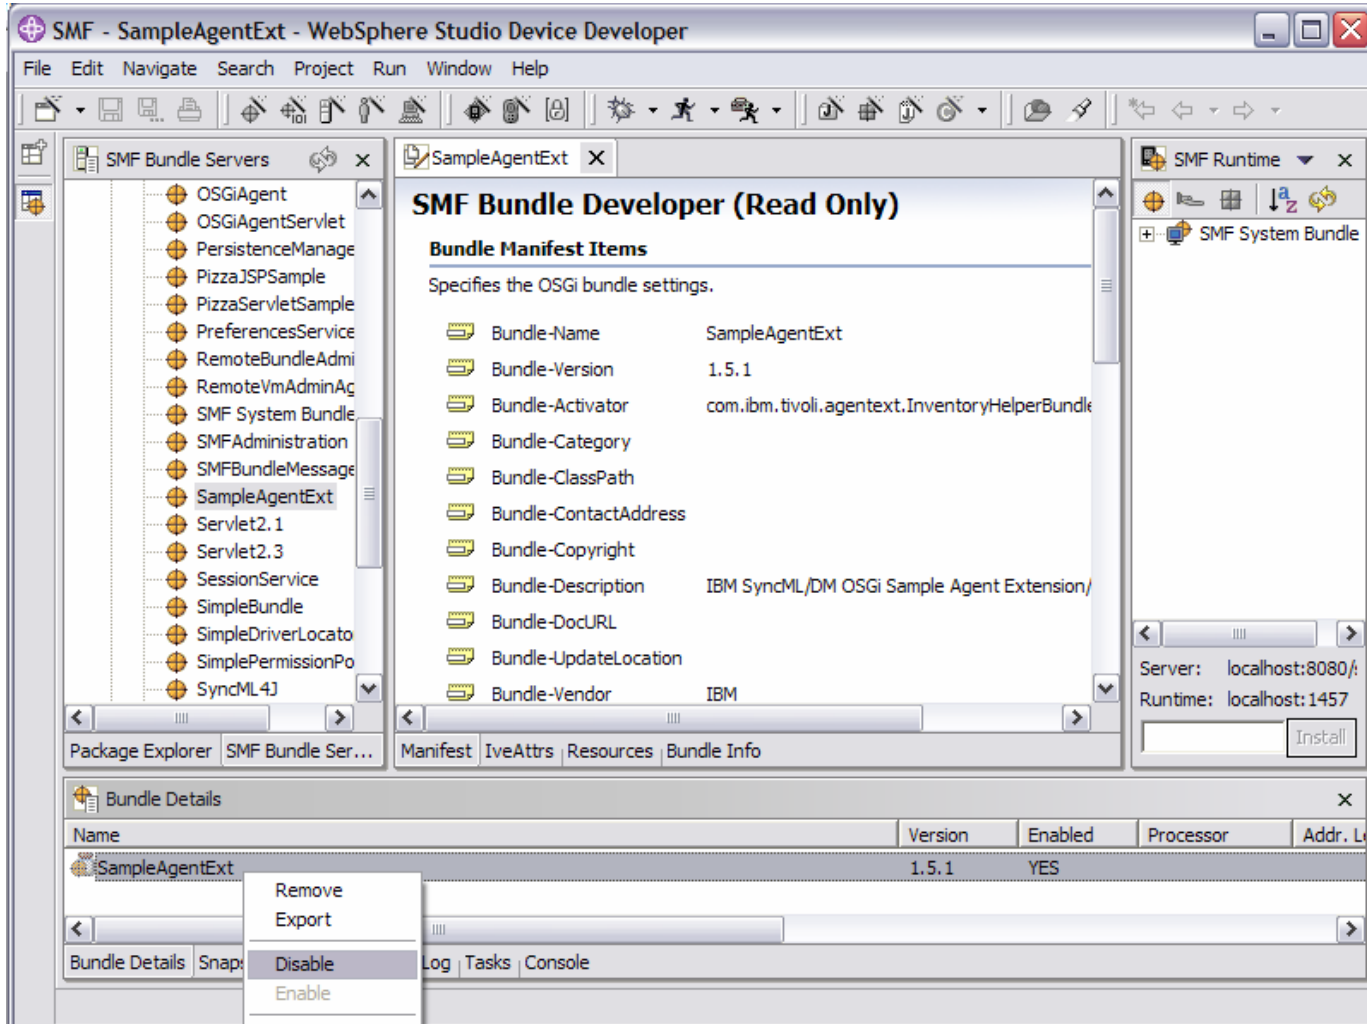 SMF - SampleAgentExt - WebSphere Studio Device Developer
File Edit Navigate Search Project Run Window Help
SMF Bundle Servers
OSGiAgent
OSGiAgentServlet
PersistenceManage
PizzaJSPSample
PizzaServletSample
PreferencesService
RemoteBundleAdmi
RemoteVmAdminAg
SMF System Bundle
SMFAdministration
SMFBundleMessage
SampleAgentExt
Servlet2.1
Servlet2.3
SessionService
SimpleBundle
SimpleDriverLocato
SimplePermissionPo
SyncML4J
Package Explorer SMF Bundle Ser...
SampleAgentExt
SMF Bundle Developer (Read Only)
Bundle Manifest Items
Specifies the OSGi bundle settings.
Bundle-Name SampleAgentExt
Bundle-Version 1.5.1
Bundle-Activator com.ibm.tivoli.agentext.InventoryHelperBundle
Bundle-Category
Bundle-ClassPath
Bundle-ContactAddress
Bundle-Copyright
Bundle-Description IBM SyncML/DM OSGi Sample Agent Extension/
Bundle-DocURL
Bundle-UpdateLocation
Bundle-Vendor IBM
Manifest IveAttrs Resources Bundle Info
SMF Runtime
SMF System Bundle
Server: localhost:8080/
Runtime: localhost:1457
Install
Bundle Details
Name Version Enabled Processor Addr. L
SampleAgentExt 1.5.1 YES
Remove
Export
Disable
Enable
Bundle Details Snap Log Tasks Console